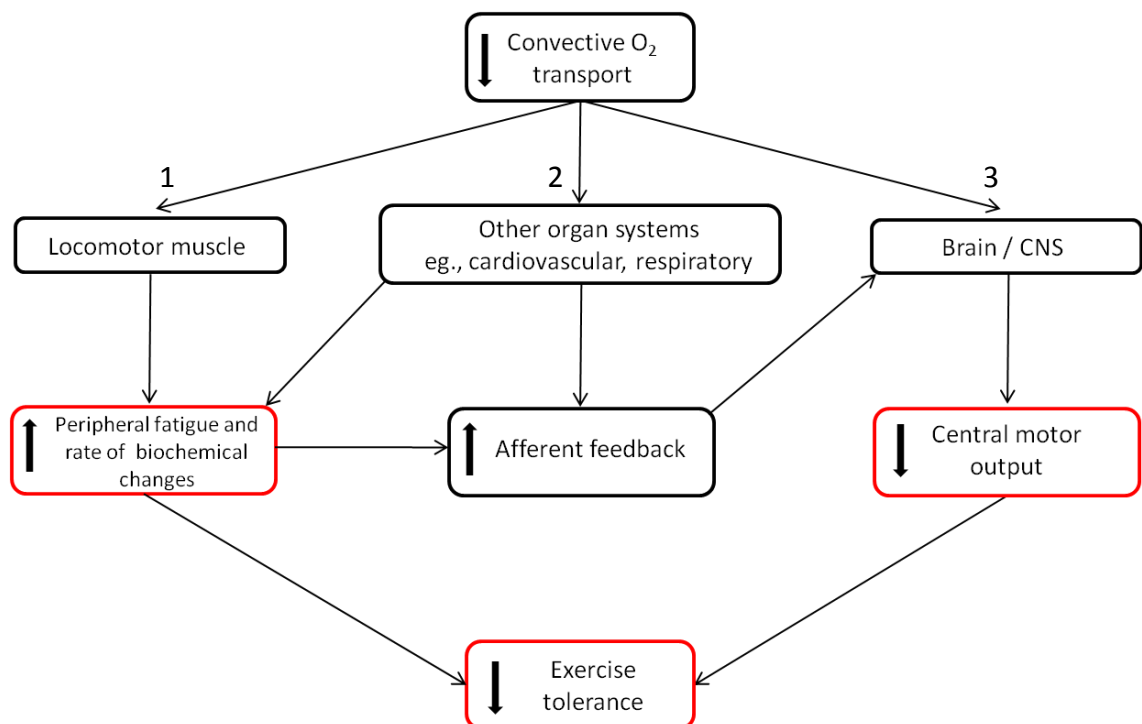 Convective O₂
transport
1
2
3
Locomotor muscle
Other organ systems
eg., cardiovascular, respiratory
Brain / CNS
Peripheral fatigue and
rate of biochemical
changes
Afferent feedback
Central motor
output
Exercise
tolerance